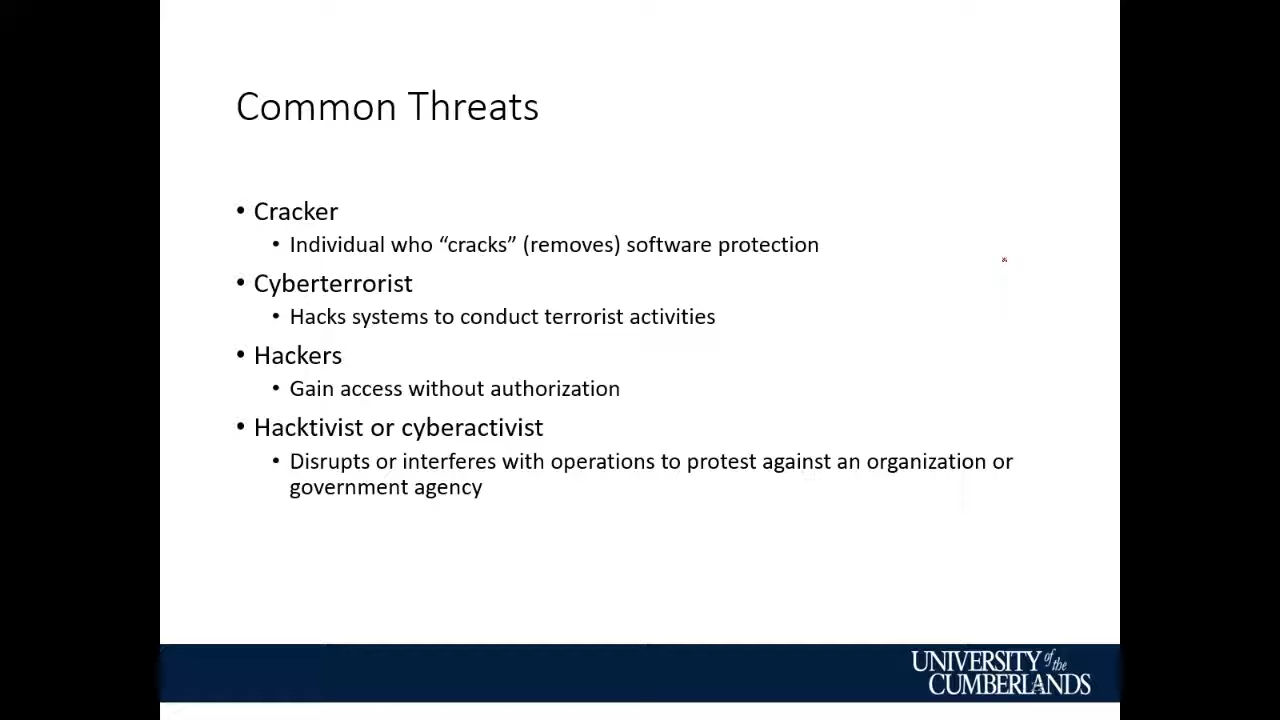 Common Threats
• Cracker
• Individual who “cracks” (removes) software protection
• Cyberterrorist
• Hacks systems to conduct terrorist activities
• Hackers
• Gain access without authorization
• Hacktivist or cyberactivist
• Disrupts or interferes with operations to protest against an organization or
government agency
UNIVERSITY of the
CUMBERLANDS